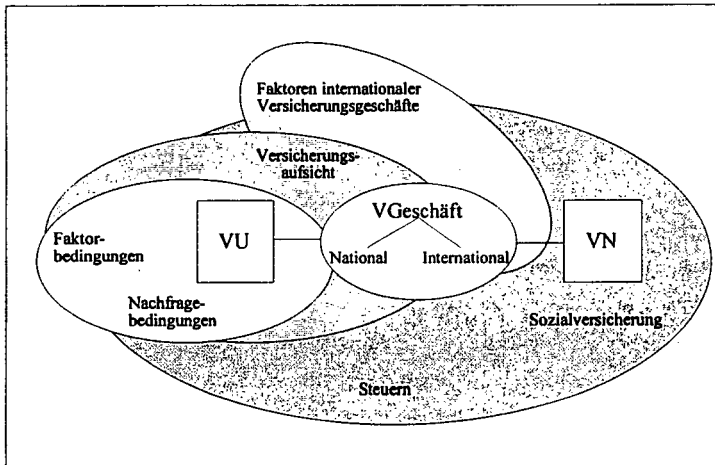 Faktoren internationaler
Versicherungsgeschäfte
Versicherungs-
aufsicht
VGeschäft
Faktor-
bedingungen
VU
National
International
VN
Nachfrage-
bedingungen
Sozialversicherung
Steuern